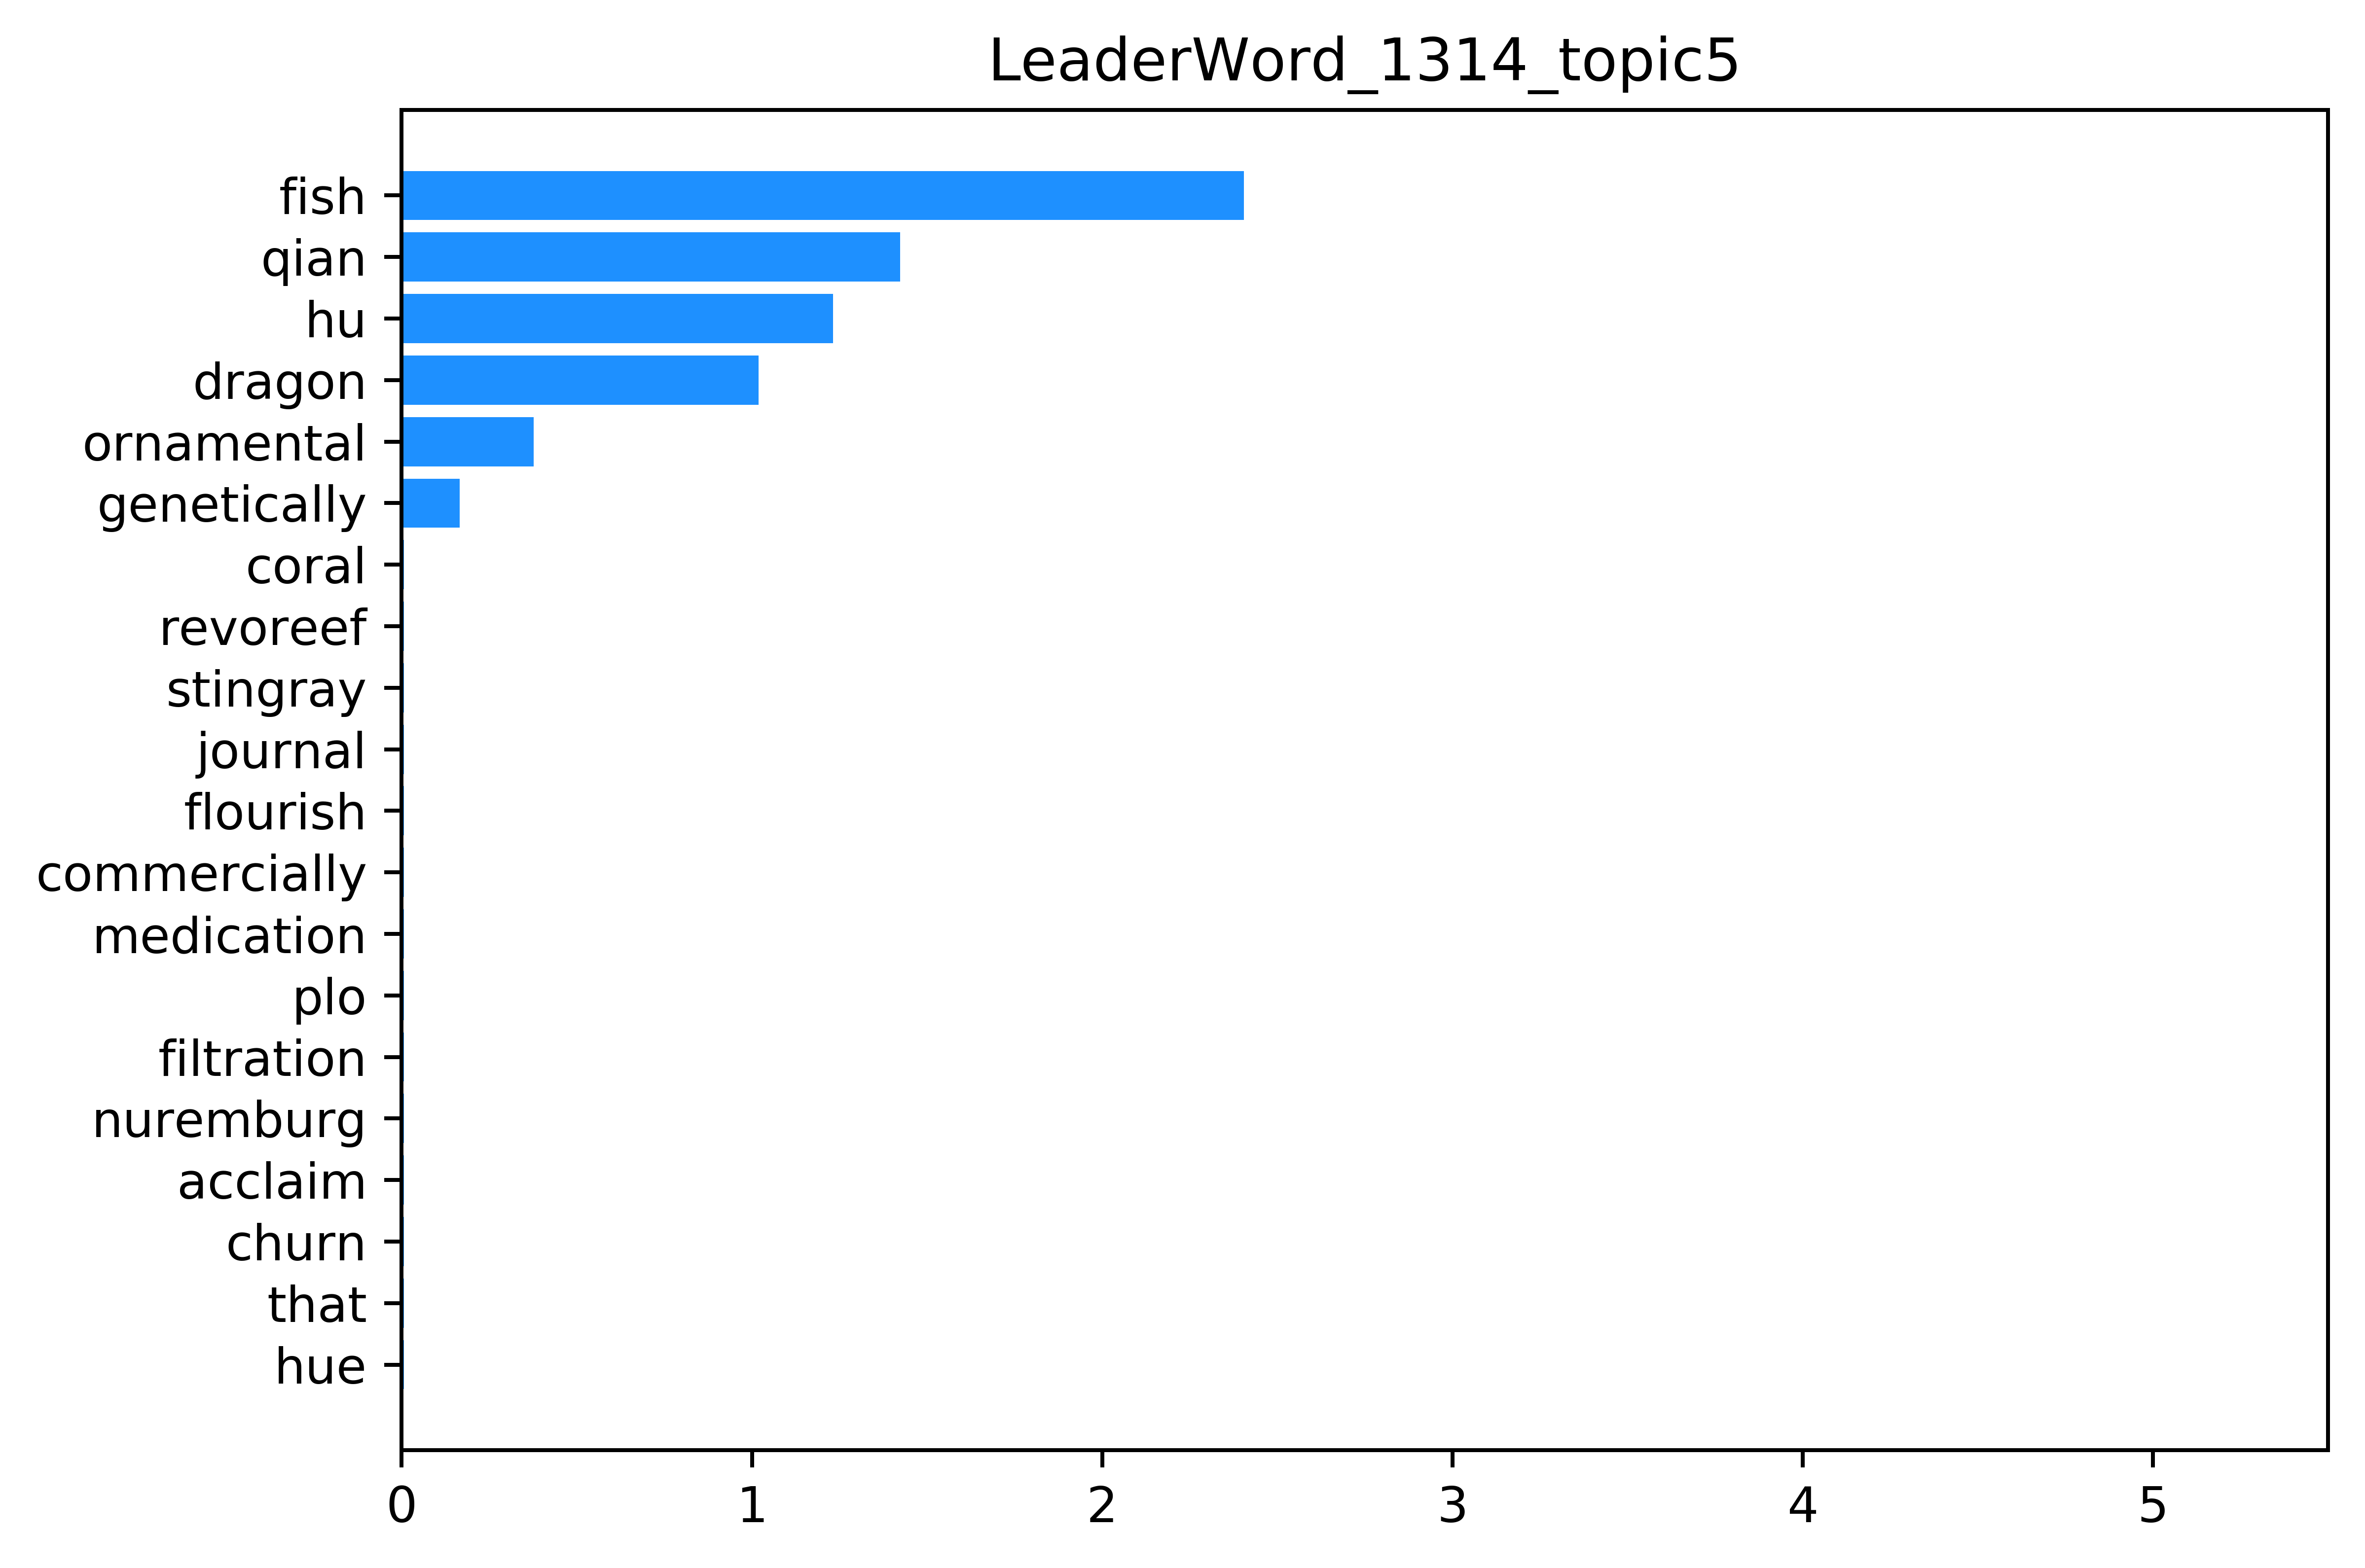 LeaderWord_1314_topic5
fish
qian
hu
dragon
ornamental
genetically
coral
revoreef
stingray
journal
flourish
commercially
medication
plo
filtration
nuremburg
acclaim
churn
that
hue
0 1 2 3 4 5